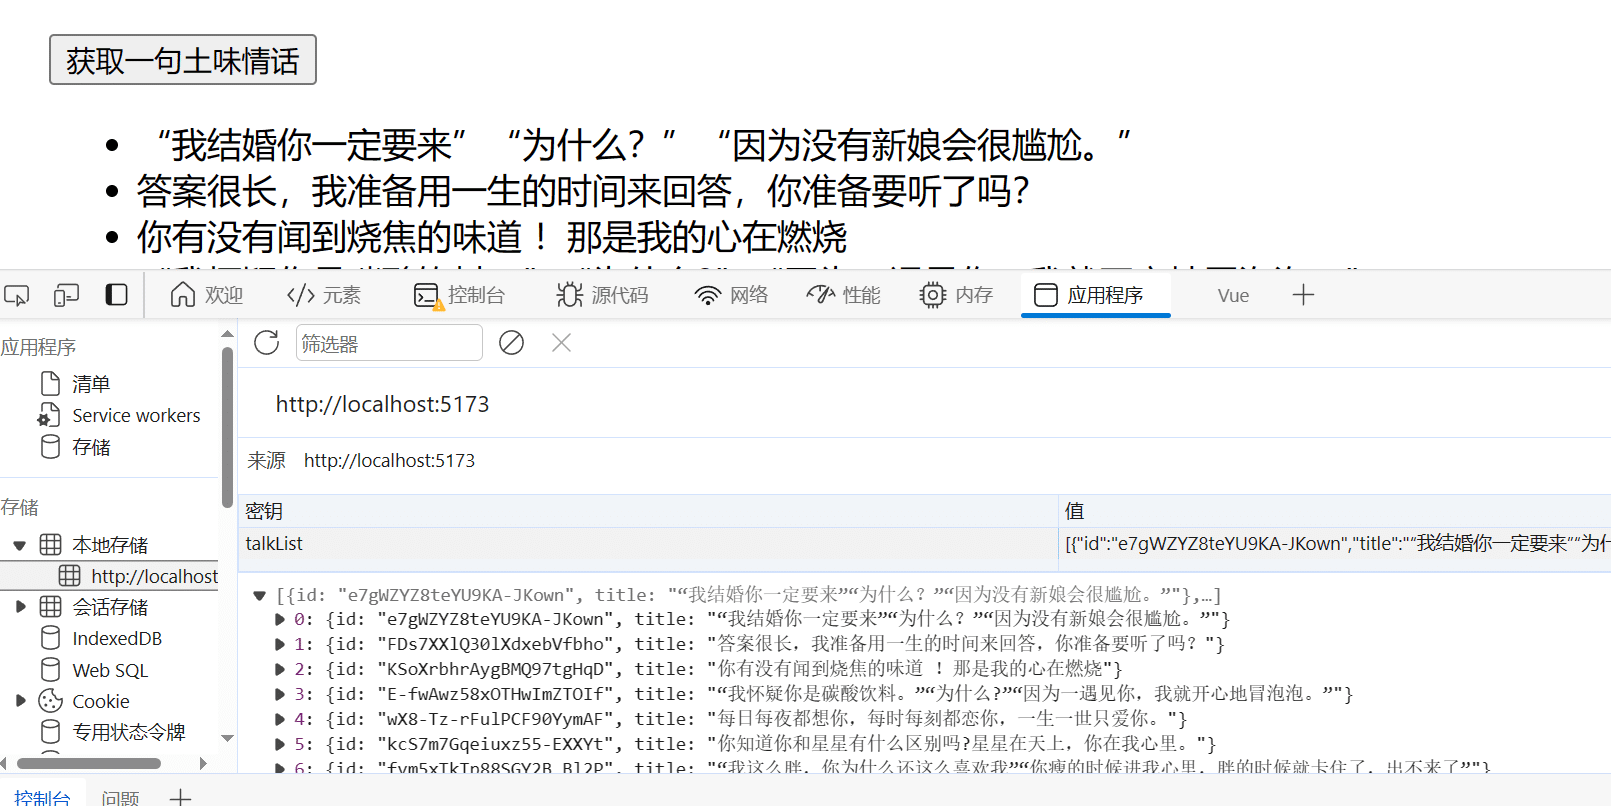 获取一句土味情话
“我结婚你一定要来” “为什么？” “因为没有新娘会很尴尬。”
答案很长，我准备用一生的时间来回答，你准备要听了吗？
你有没有闻到烧焦的味道 ！ 那是我的心在燃烧
欢迎 元素 控制台 源代码 网络 性能 内存 应用程序 Vue
应用程序
清单
Service workers
存储
存储
本地存储
http://localhost
会话存储
IndexedDB
Web SQL
Cookie
专用状态令牌
筛选器
http://localhost:5173
来源 http://localhost:5173
密钥 值
talkList [{"id":"e7gWZYZ8teYU9KA-JKown","title":"“我结婚你一定要来”“为什
[{id: "e7gWZYZ8teYU9KA-JKown", title: "“我结婚你一定要来”“为什么？”“因为没有新娘会很尴尬。”"},…]
0: {id: "e7gWZYZ8teYU9KA-JKown", title: "“我结婚你一定要来”“为什么？”“因为没有新娘会很尴尬。”"}
1: {id: "FDs7XXlQ30lXdxebVfbho", title: "答案很长，我准备用一生的时间来回答，你准备要听了吗？"}
2: {id: "KSoXrbhrAygBMQ97tgHqD", title: "你有没有闻到烧焦的味道 ！那是我的心在燃烧"}
3: {id: "E-fwAwz58xOTHwImZTOIf", title: "“我怀疑你是碳酸饮料。”“为什么?”“因为一遇见你，我就开心地冒泡泡。”"}
4: {id: "wX8-Tz-rFulPCF90YymAF", title: "每日每夜都想你，每时每刻都恋你，一生一世只爱你。"}
5: {id: "kcS7m7Gqeiuxz55-EXXYt", title: "你知道你和星星有什么区别吗?星星在天上，你在我心里。"}
6: {id: "fvm5xTkTp88SGY2B_Bl2P", title: "“我这么胖，你为什么还这么喜欢我”“你瘦的时候进我心里，胖的时候就卡住了，出不来了”"}
控制台 问题